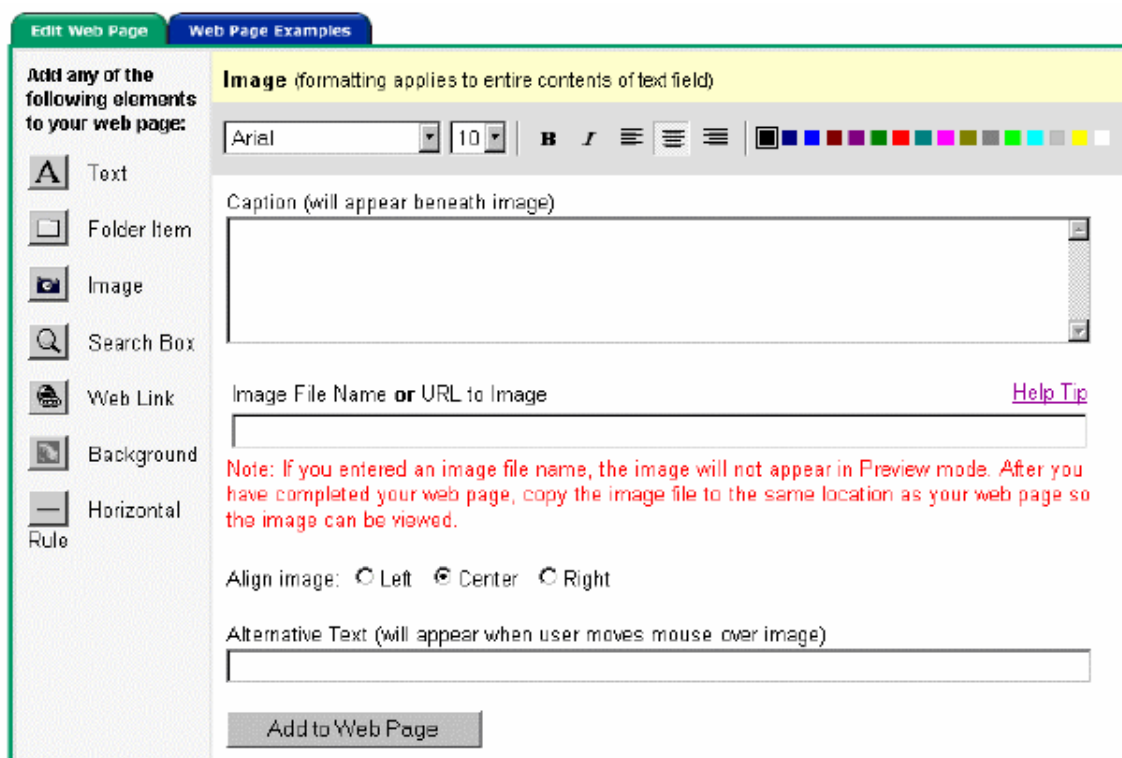 Edit Web Page
Web Page Examples
Add any of the
following elements
to your web page:
A Text
Folder Item
Image
Search Box
Web Link
Background
Horizontal
Rule
Image (formatting applies to entire contents of text field)
Arial 10 B I
Caption (will appear beneath image)
Image File Name or URL to Image Help Tip
Note: If you entered an image file name, the image will not appear in Preview mode. After you
have completed your web page, copy the image file to the same location as your web page so
the image can be viewed.
Align image: Left Center Right
Alternative Text (will appear when user moves mouse over image)
Add to Web Page